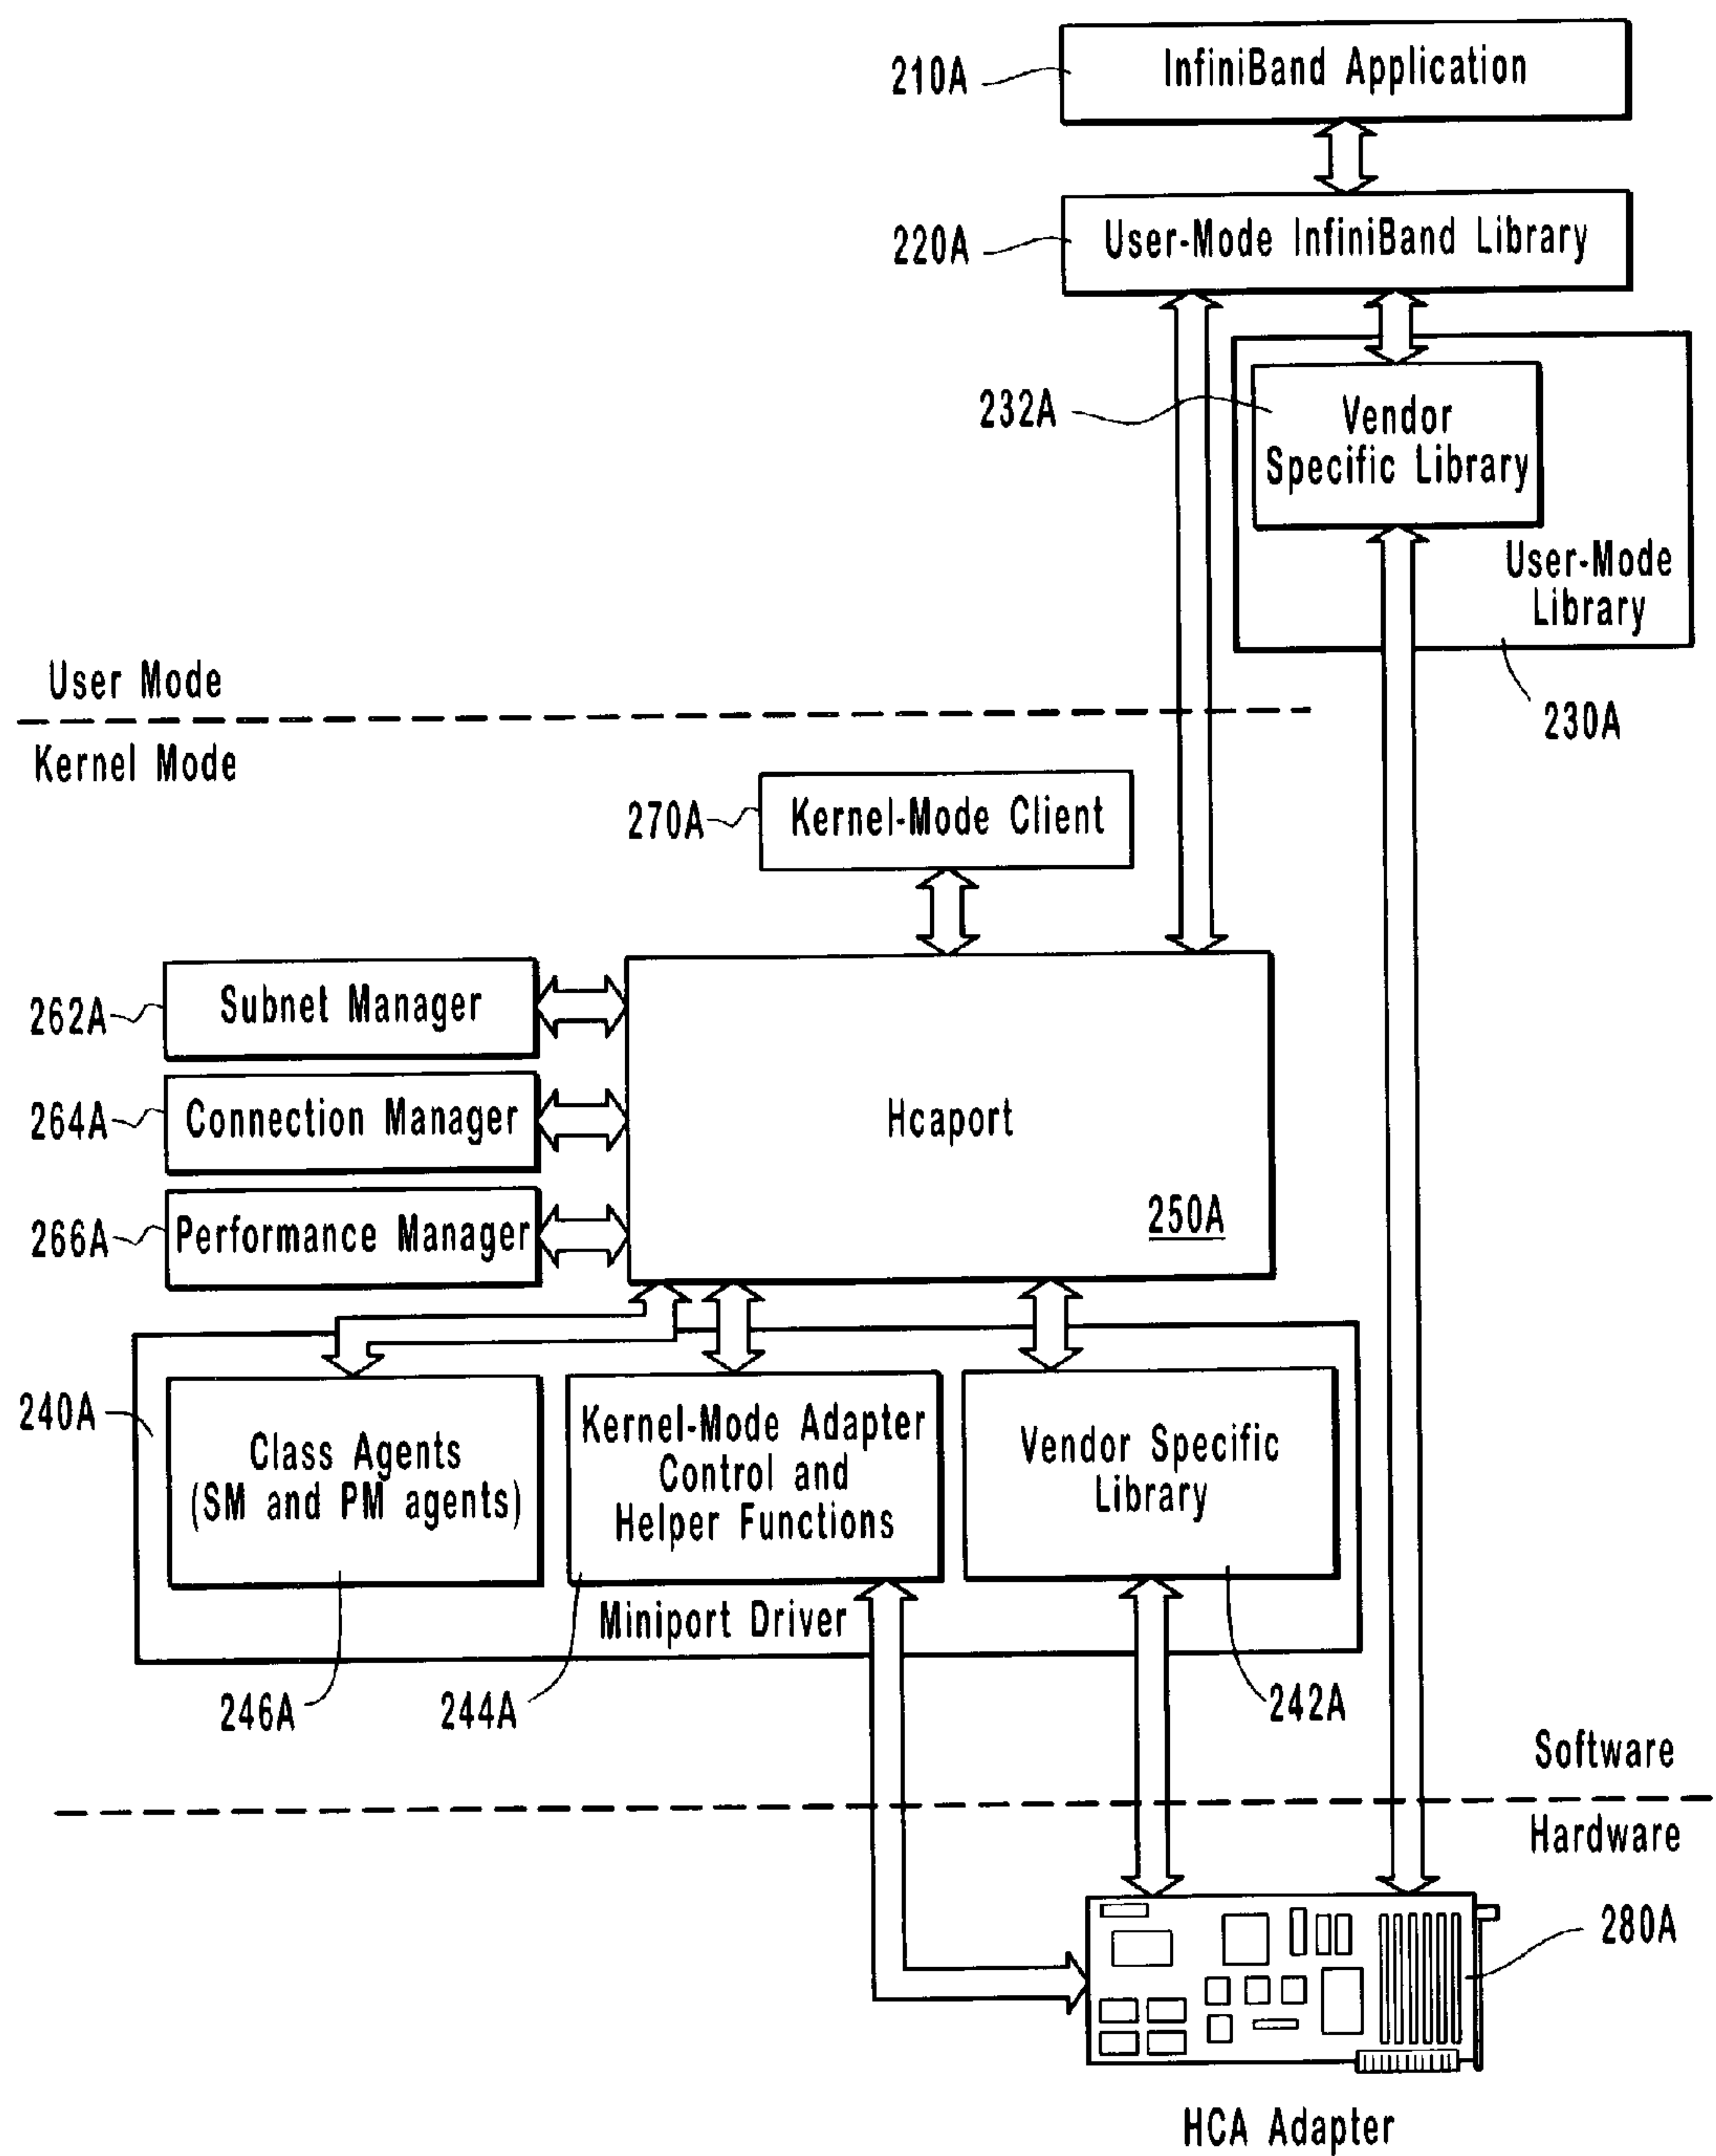 InfiniBand Application
210A
User-Mode InfiniBand Library
220A
232A
Vendor
Specific Library
User-Mode
Library
230A
User Mode
Kernel Mode
270A
Kernel-Mode Client
262A
Subnet Manager
264A
Connection Manager
266A
Performance Manager
Hcaport
250A
240A
Class Agents
(SM and PM agents)
Kernel-Mode Adapter
Control and
Helper Functions
Vendor Specific
Library
Miniport Driver
246A
244A
242A
Software
Hardware
280A
HCA Adapter